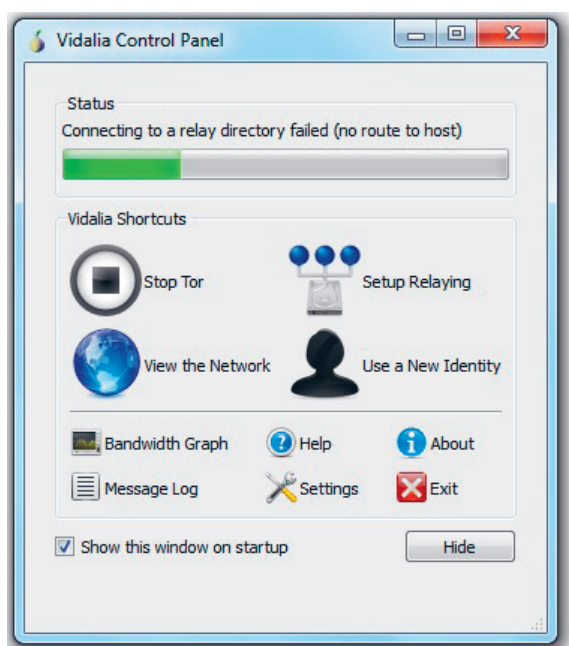 Vidalia Control Panel
Status
Connecting to a relay directory failed (no route to host)
Vidalia Shortcuts
Stop Tor
Setup Relaying
View the Network
Use a New Identity
Bandwidth Graph
Help
About
Message Log
Settings
Exit
Show this window on startup
Hide